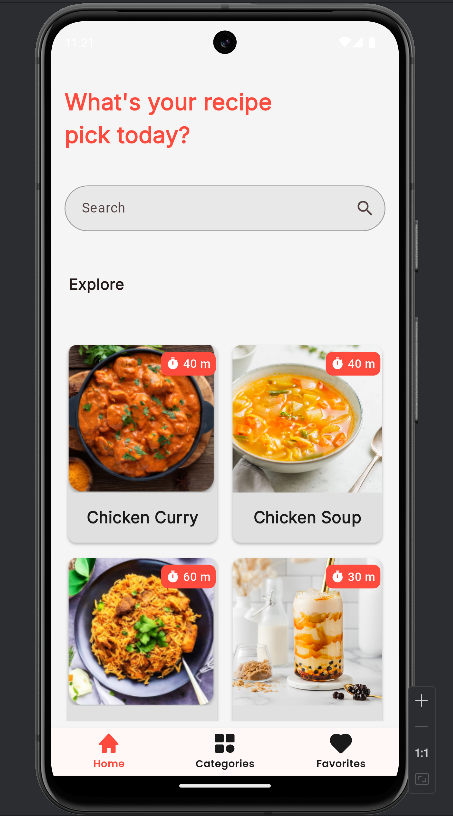 11:21
What's your recipe
pick today?
Search
Explore
40 m
40 m
Chicken Curry
Chicken Soup
60 m
30 m
Home
Categories
Favorites
1:1